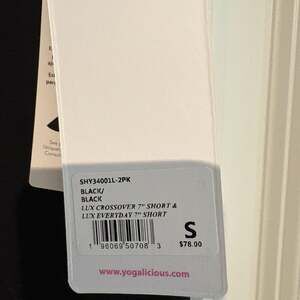 SHY34001L-2PK
BLACK/
BLACK
LUX CROSSOVER 7" SHORT &
LUX EVERYDAY 7" SHORT
S
$78.00
1 96069 50708 3
www.yogalicious.com